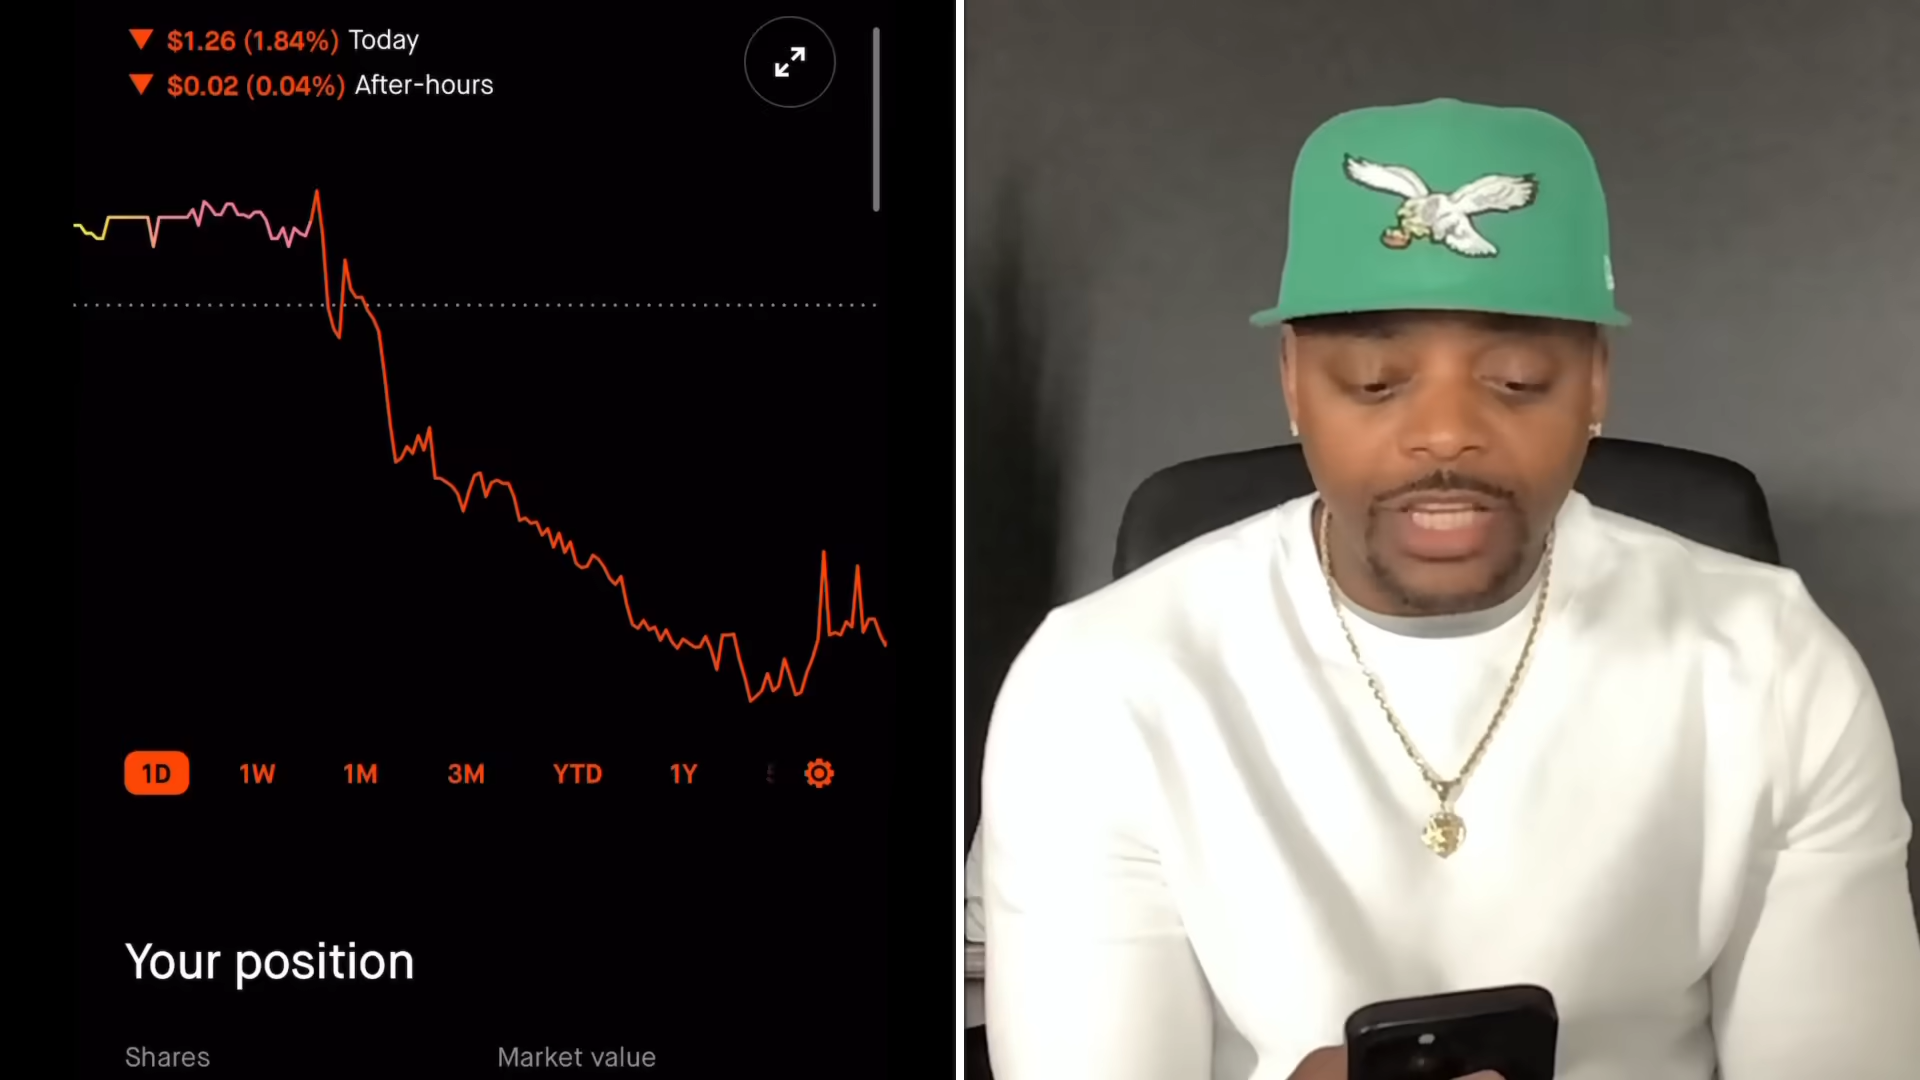 ▼ $1.26 (1.84%) Today
▼ $0.02 (0.04%) After-hours
1D 1W 1M 3M YTD 1Y
Your position
Shares Market value